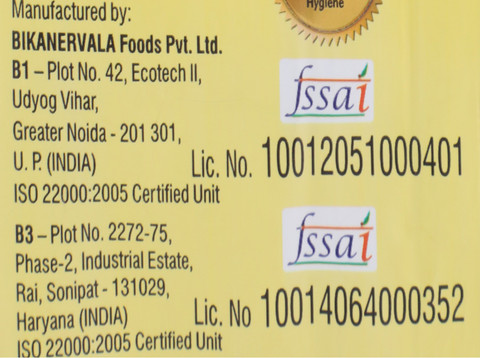 Hygiene
Manufactured by:
BIKANERVALA Foods Pvt. Ltd.
B1 – Plot No. 42, Ecotech II,
Udyog Vihar,
Greater Noida - 201 301,
U. P. (INDIA)
ISO 22000:2005 Certified Unit
fssai
Lic. No. 10012051000401
B3 – Plot No. 2272-75,
Phase-2, Industrial Estate,
Rai, Sonipat - 131029,
Haryana (INDIA)
ISO 22000:2005 Certified Unit
fssai
Lic. No 10014064000352